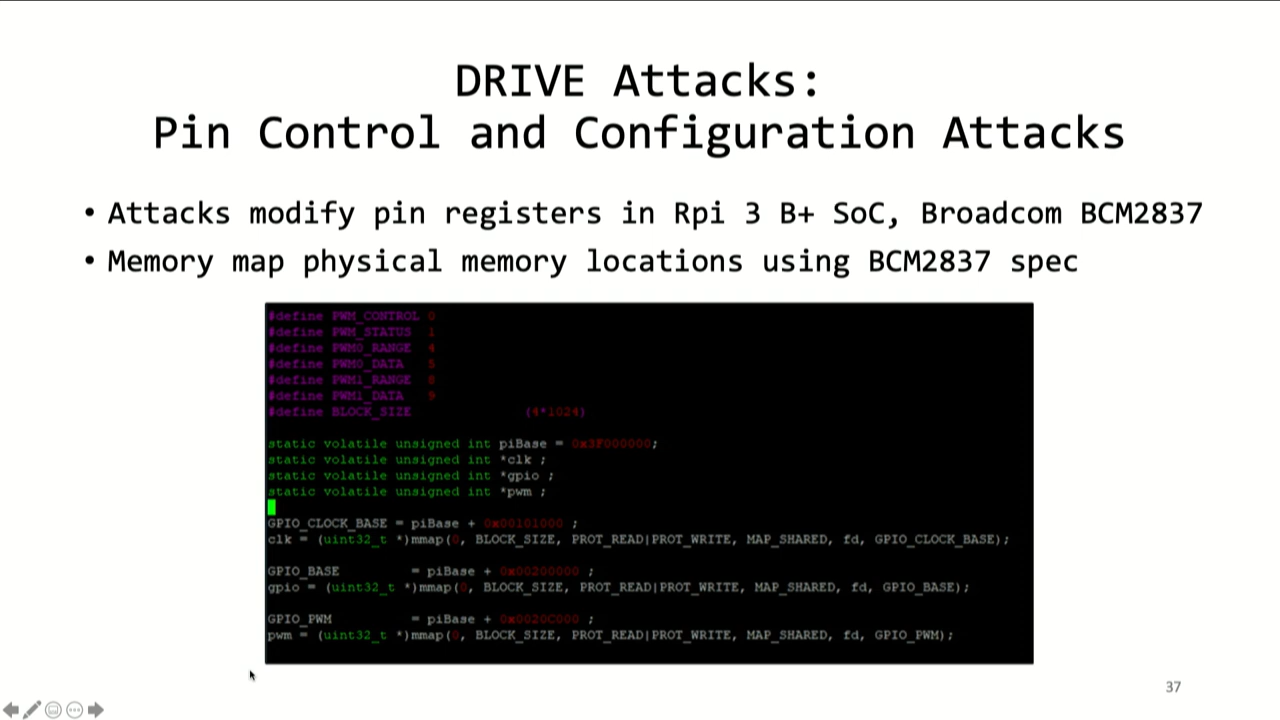 DRIVE Attacks:
Pin Control and Configuration Attacks
• Attacks modify pin registers in Rpi 3 B+ SoC, Broadcom BCM2837
• Memory map physical memory locations using BCM2837 spec
#define PWM_CONTROL 0
#define PWM_STATUS 1
#define PWM0_RANGE 4
#define PWM0_DATA 5
#define PWM1_RANGE 8
#define PWM1_DATA 9
#define BLOCK_SIZE (4*1024)
static volatile unsigned int piBase = 0x3F000000;
static volatile unsigned int *clk ;
static volatile unsigned int *gpio ;
static volatile unsigned int *pwm ;
GPIO_CLOCK_BASE = piBase + 0x00101000 ;
clk = (uint32_t *)mmap(0, BLOCK_SIZE, PROT_READ|PROT_WRITE, MAP_SHARED, fd, GPIO_CLOCK_BASE);
GPIO_BASE = piBase + 0x00200000 ;
gpio = (uint32_t *)mmap(0, BLOCK_SIZE, PROT_READ|PROT_WRITE, MAP_SHARED, fd, GPIO_BASE);
GPIO_PWM = piBase + 0x0020C000 ;
pwm = (uint32_t *)mmap(0, BLOCK_SIZE, PROT_READ|PROT_WRITE, MAP_SHARED, fd, GPIO_PWM);
37